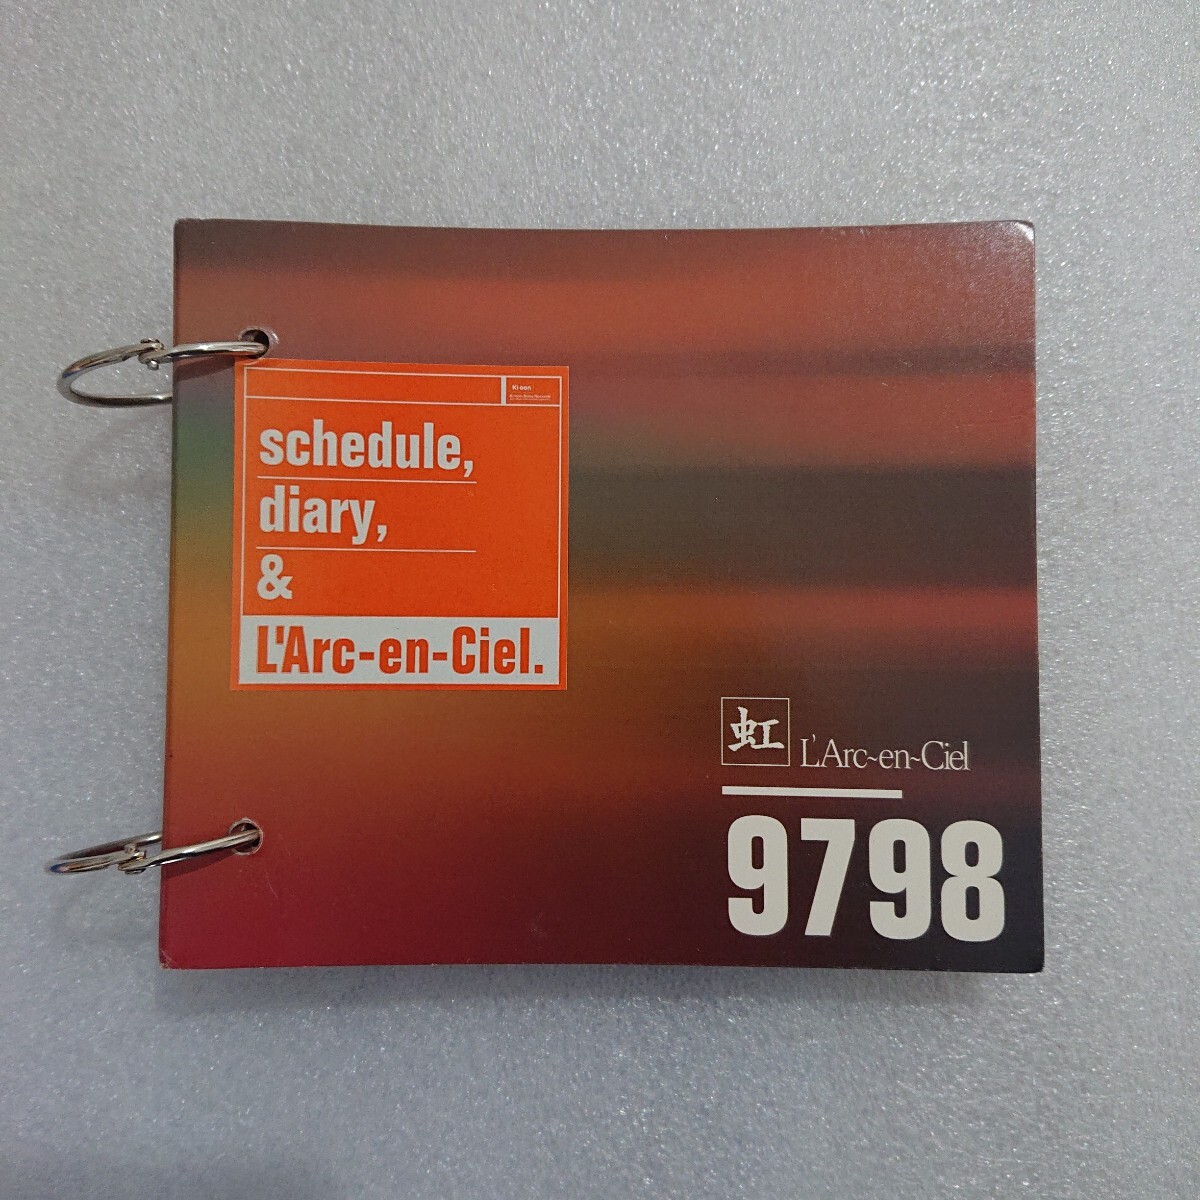 Ki/oon
schedule,
diary,
&
L'Arc-en-Ciel.
虹
L'Arc~en~Ciel
9798